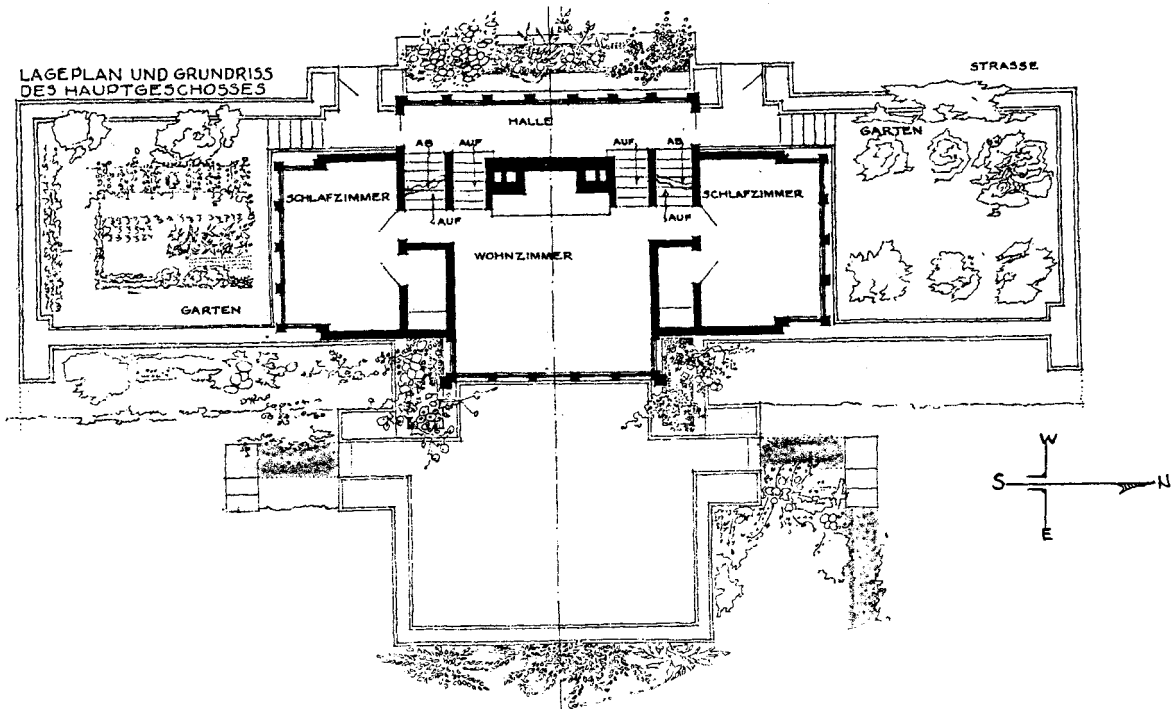 LAGEPLAN UND GRUNDRISS
DES HAUPTGESCHOSSES
STRASSE
HALLE
GARTEN
AB
AUF
AUF
AB
SCHLAFZIMMER
SCHLAFZIMMER
AUF
AUF
WOHNZIMMER
GARTEN
W
S
N
E